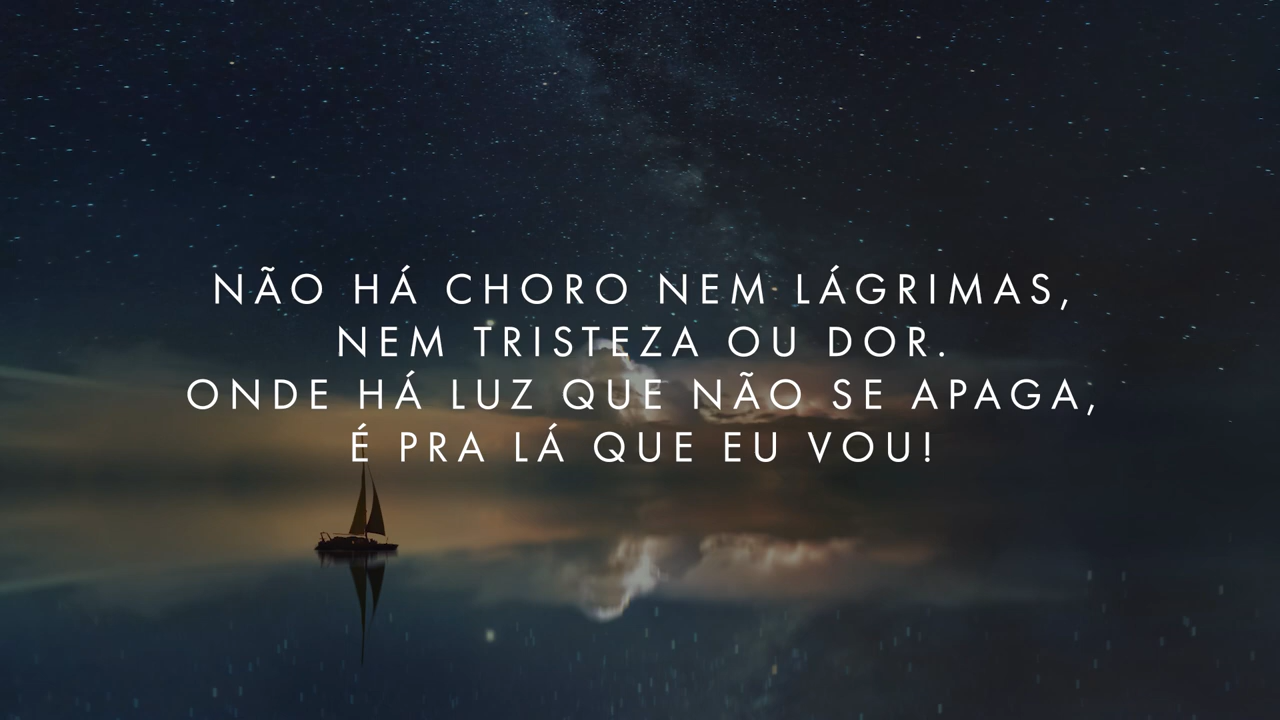 NÃO HÁ CHORO NEM LÁGRIMAS,
NEM TRISTEZA OU DOR.
ONDE HÁ LUZ QUE NÃO SE APAGA,
É PRA LÁ QUE EU VOU!